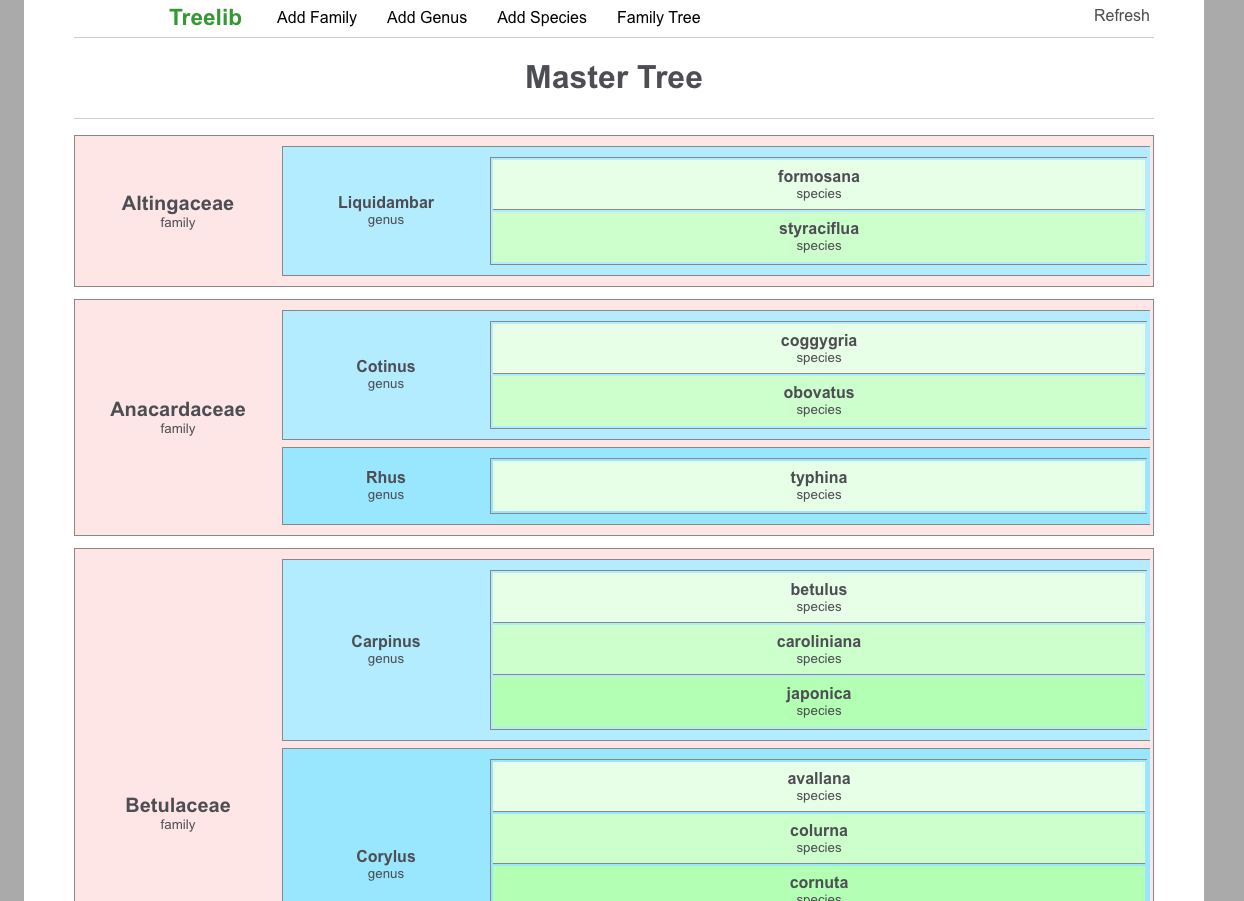 Treelib Add Family Add Genus Add Species Family Tree Refresh
Master Tree
Altingaceae
family
Liquidambar
genus
formosana
species
styraciflua
species
Anacardaceae
family
Cotinus
genus
coggygria
species
obovatus
species
Rhus
genus
typhina
species
Betulaceae
family
Carpinus
genus
betulus
species
caroliniana
species
japonica
species
Corylus
genus
avallana
species
colurna
species
cornuta
species